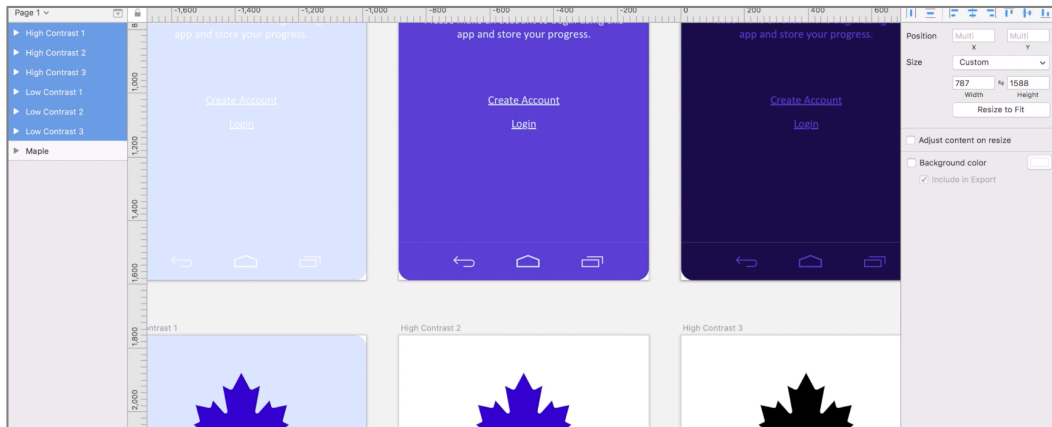 Page 1
High Contrast 1
High Contrast 2
High Contrast 3
Low Contrast 1
Low Contrast 2
Low Contrast 3
Maple
-1,600 -1,400 -1,200 -1,000 -800 -600 -400 -200 0 200 400 600
1,000
1,200
1,400
1,600
1,800
2,000
app and store your progress.
Create Account
Login
app and store your progress.
Create Account
Login
app and store your progress.
Create Account
Login
ntrast 1
High Contrast 2
High Contrast 3
Position
Multi Multi
X Y
Size
Custom
787 1588
Width Height
Resize to Fit
Adjust content on resize
Background color
Include in Export